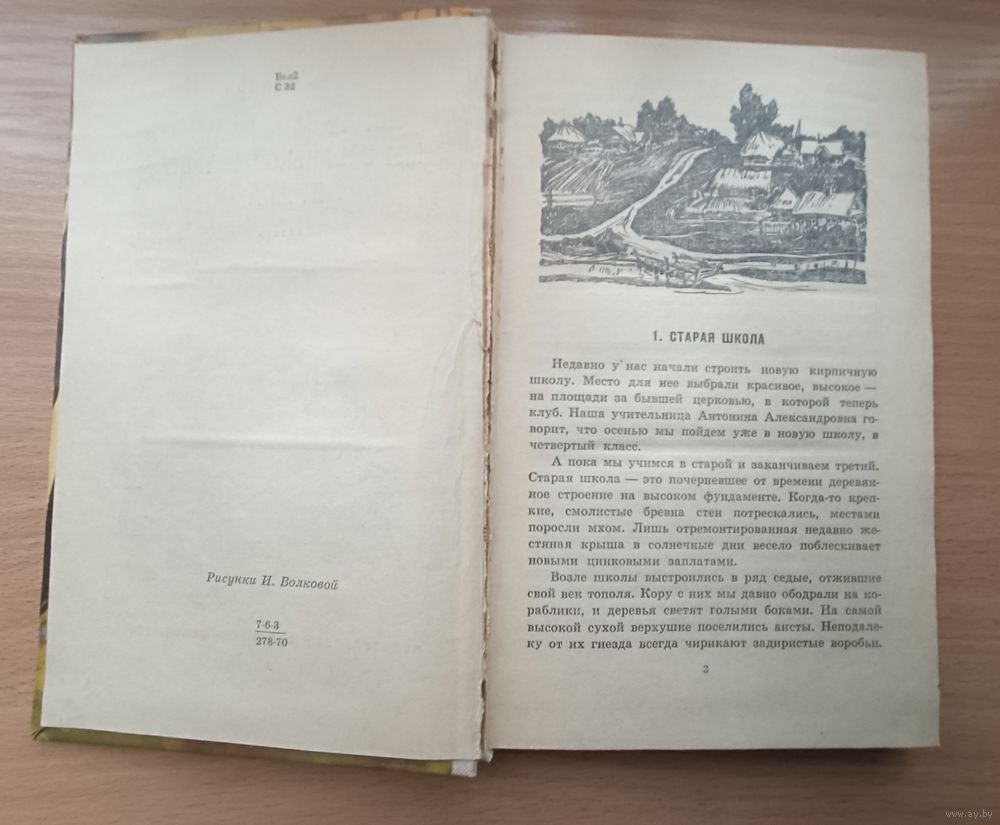 Бел2
С 32
Рисунки И. Волковой
7-6-3
278-70
1. СТАРАЯ ШКОЛА
Недавно у нас начали строить новую кирпичную
школу. Место для нее выбрали красивое, высокое —
на площади за бывшей церковью, в которой теперь
клуб. Наша учительница Антонина Александровна го-
ворит, что осенью мы пойдем уже в новую школу, в
четвертый класс.
А пока мы учимся в старой и заканчиваем третий.
Старая школа — это почерневшее от времени деревян-
ное строение на высоком фундаменте. Когда-то креп-
кие, смолистые бревна стен потрескались, местами
поросли мхом. Лишь отремонтированная недавно же-
стяная крыша в солнечные дни весело поблескивает
новыми цинковыми заплатами.
Возле школы выстроились в ряд седые, отжившие
свой век тополя. Кору с них мы давно ободрали на ко-
раблики, и деревья светят голыми боками. На самой
высокой сухой верхушке поселились аисты. Неподале-
ку от их гнезда всегда чирикают задиристые воробьи.
3
www.ay.by